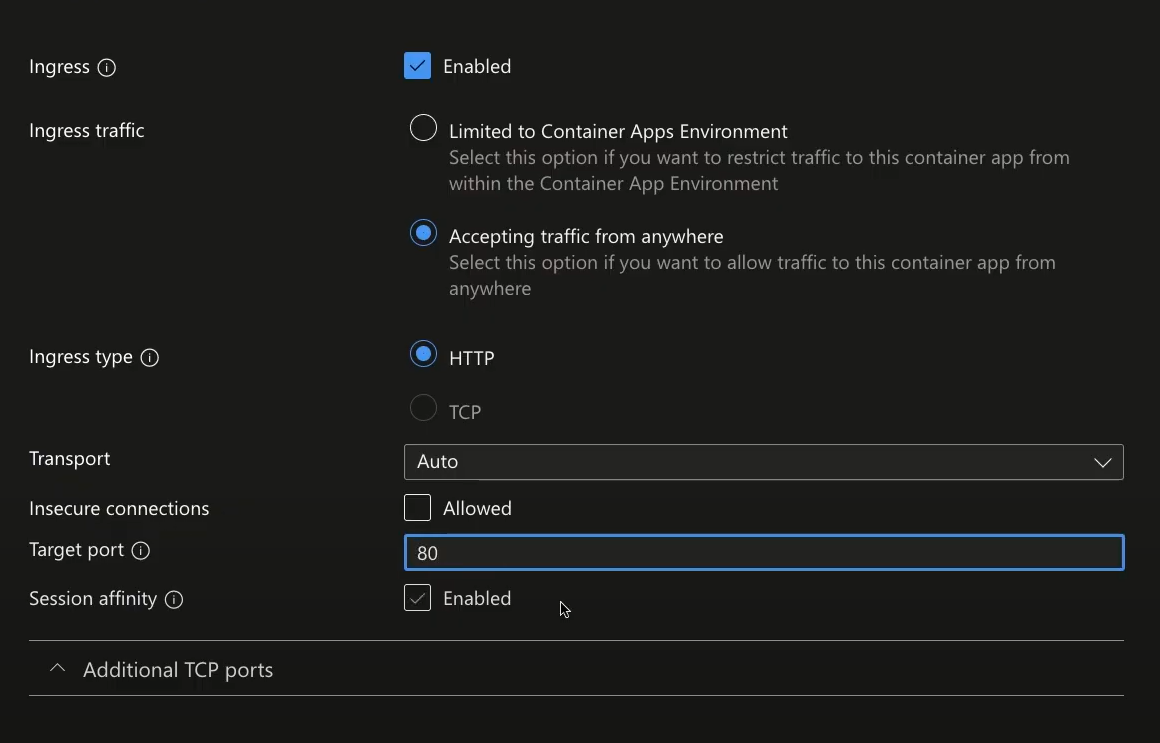 Ingress
Enabled
Ingress traffic
Limited to Container Apps Environment
Select this option if you want to restrict traffic to this container app from
within the Container App Environment
Accepting traffic from anywhere
Select this option if you want to allow traffic to this container app from
anywhere
Ingress type
HTTP
TCP
Transport
Auto
Insecure connections
Allowed
Target port
80
Session affinity
Enabled
Additional TCP ports